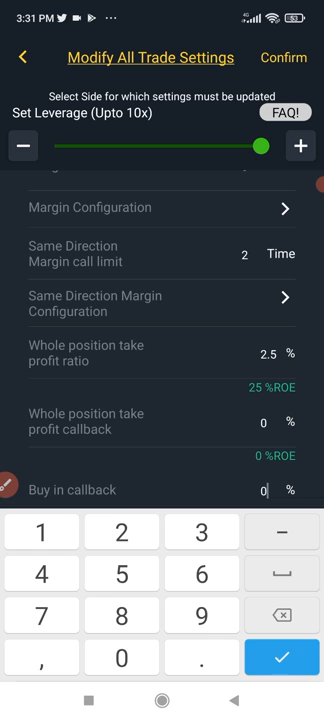 3:31 PM
53
Modify All Trade Settings
Confirm
Select Side for which settings must be updated
Set Leverage (Upto 10x)
FAQ!
Margin Configuration
Same Direction
Margin call limit
2 Time
Same Direction Margin
Configuration
Whole position take
profit ratio
2.5 %
25 %ROE
Whole position take
profit callback
0 %
0 %ROE
Buy in callback
0 %
1 2 3 –
4 5 6
7 8 9
, 0 .